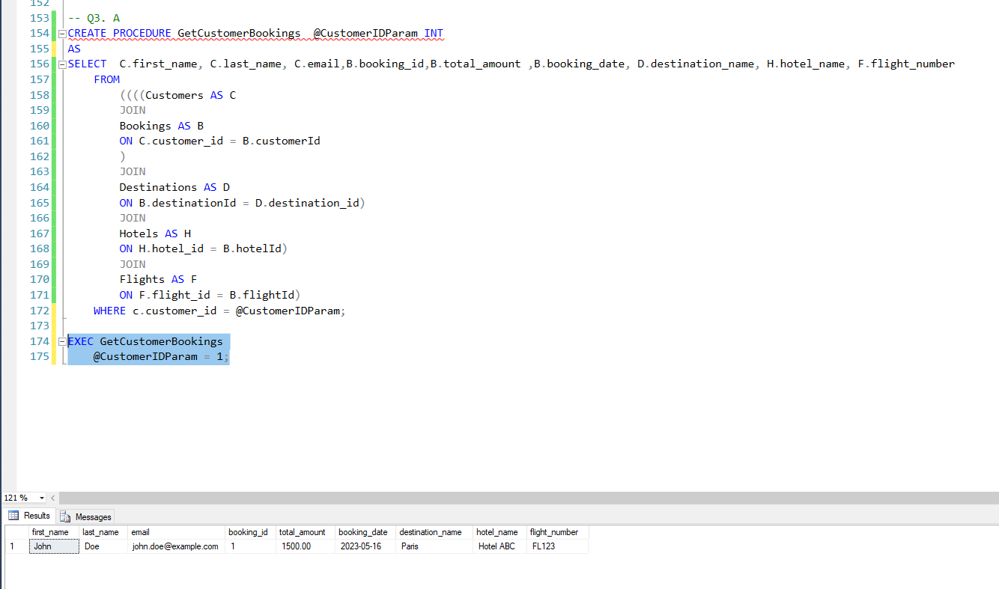 152
153 -- Q3. A
154 CREATE PROCEDURE GetCustomerBookings  @CustomerIDParam INT
155 AS
156 SELECT  C.first_name, C.last_name, C.email,B.booking_id,B.total_amount ,B.booking_date, D.destination_name, H.hotel_name, F.flight_number
157     FROM
158         ((((Customers AS C
159         JOIN
160         Bookings AS B
161         ON C.customer_id = B.customerId
162         )
163         JOIN
164         Destinations AS D
165         ON B.destinationId = D.destination_id)
166         JOIN
167         Hotels AS H
168         ON H.hotel_id = B.hotelId)
169         JOIN
170         Flights AS F
171         ON F.flight_id = B.flightId)
172     WHERE c.customer_id = @CustomerIDParam;
173
174 EXEC GetCustomerBookings
175     @CustomerIDParam = 1;
121 %
Results Messages
first_name last_name email booking_id total_amount booking_date destination_name hotel_name flight_number
1 John Doe john.doe@example.com 1 1500.00 2023-05-16 Paris Hotel ABC FL123